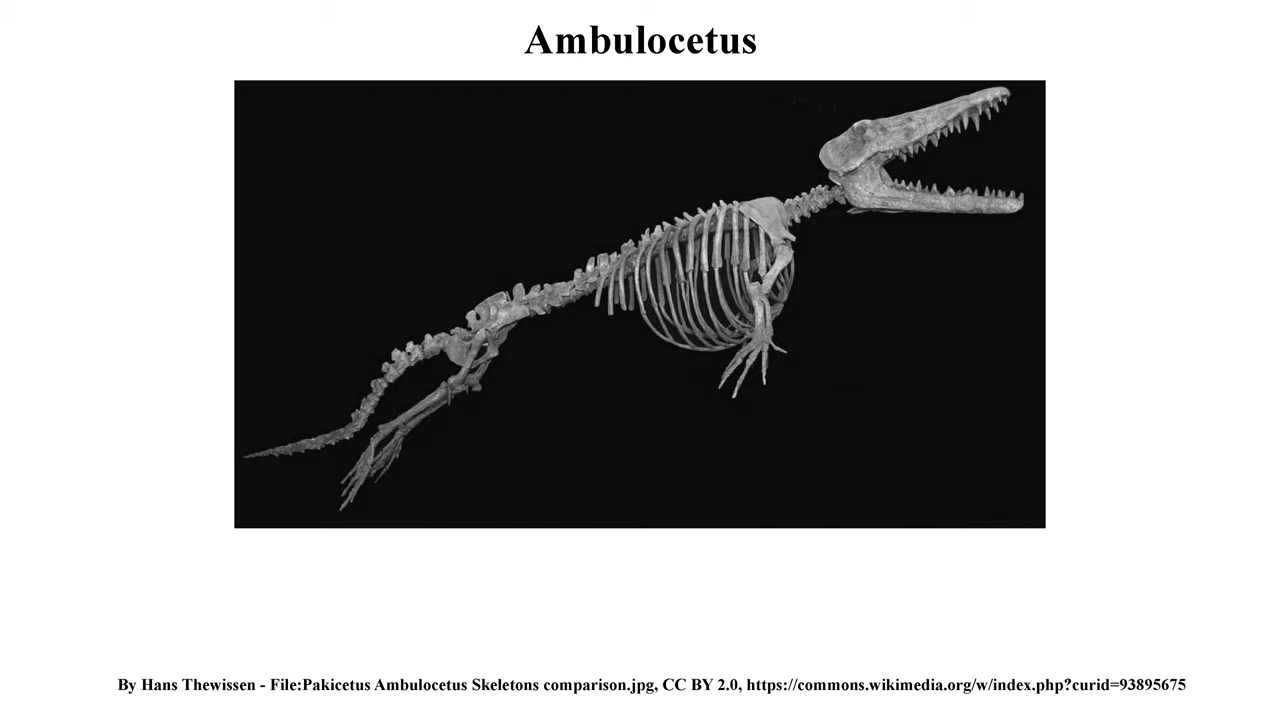 Ambulocetus
By Hans Thewissen - File:Pakicetus Ambulocetus Skeletons comparison.jpg, CC BY 2.0, https://commons.wikimedia.org/w/index.php?curid=93895675